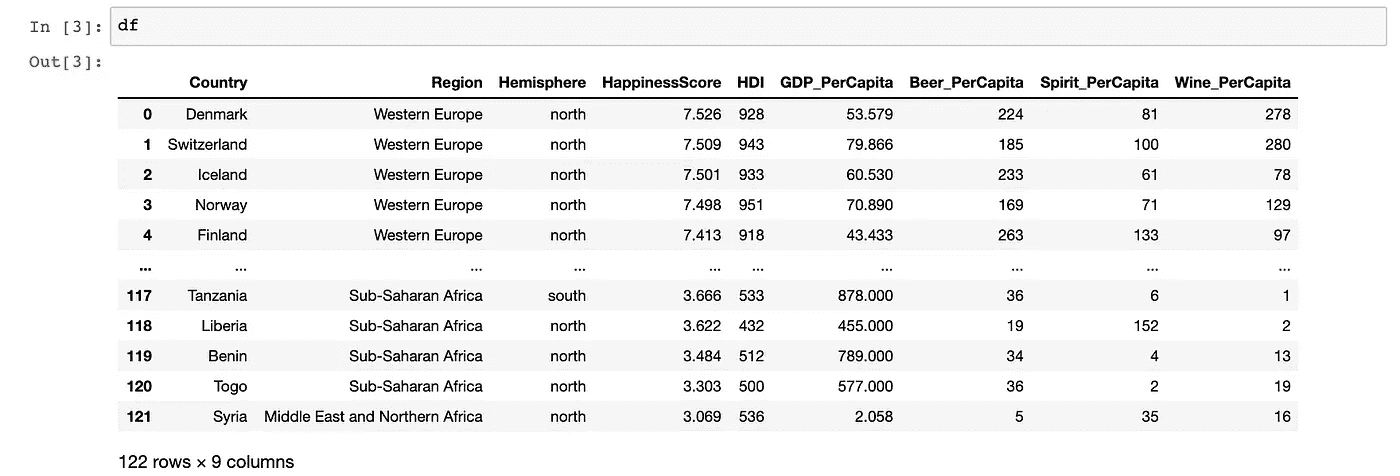 In [3]: df
Out[3]:
Country Region Hemisphere HappinessScore HDI GDP_PerCapita Beer_PerCapita Spirit_PerCapita Wine_PerCapita
0 Denmark Western Europe north 7.526 928 53.579 224 81 278
1 Switzerland Western Europe north 7.509 943 79.866 185 100 280
2 Iceland Western Europe north 7.501 933 60.530 233 61 78
3 Norway Western Europe north 7.498 951 70.890 169 71 129
4 Finland Western Europe north 7.413 918 43.433 263 133 97
... ... ... ... ... ... ... ... ... ...
117 Tanzania Sub-Saharan Africa south 3.666 533 878.000 36 6 1
118 Liberia Sub-Saharan Africa north 3.622 432 455.000 19 152 2
119 Benin Sub-Saharan Africa north 3.484 512 789.000 34 4 13
120 Togo Sub-Saharan Africa north 3.303 500 577.000 36 2 19
121 Syria Middle East and Northern Africa north 3.069 536 2.058 5 35 16
122 rows × 9 columns